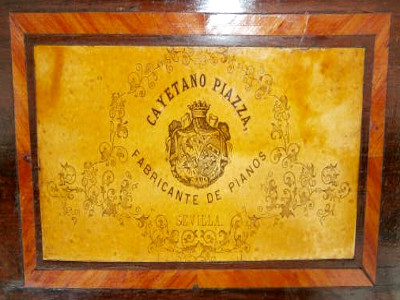 CAYETANO PIAZZA,
FABRICANTE DE PIANOS
SEVILLA.